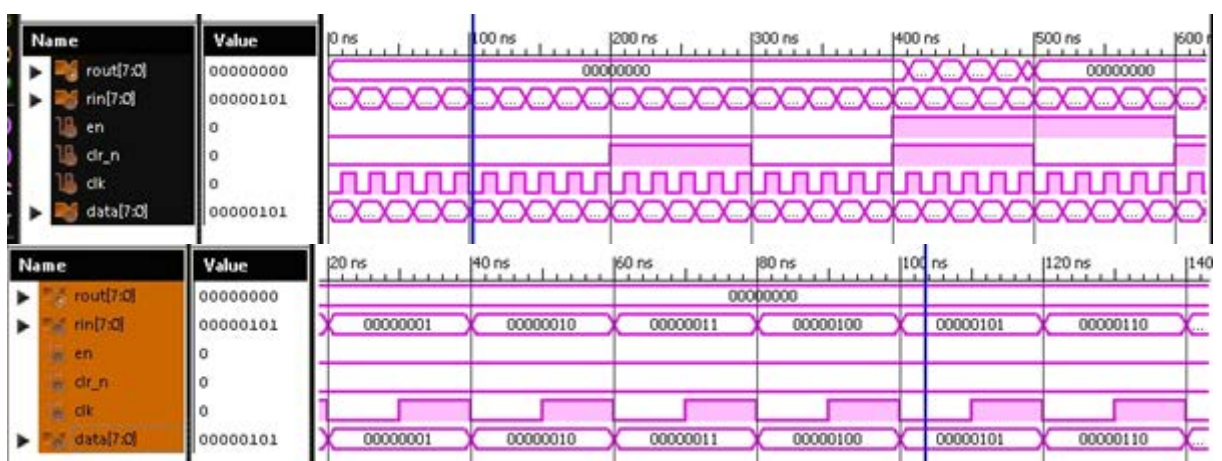 Name Value 0 ns 100 ns 200 ns 300 ns 400 ns 500 ns 600
rout[7:0] 00000000 00000000 ... ... ... ... 00000000
rin[7:0] 00000101 ... ... ... ... ... ... ... ... ... ... ... ... ... ... ... ... ... ... ... ... ... ... ... ... ... ... ... ... ... ... ...
en 0
clr_n 0
clk 0
data[7:0] 00000101 ... ... ... ... ... ... ... ... ... ... ... ... ... ... ... ... ... ... ... ... ... ... ... ... ... ... ... ... ... ... ...
Name Value 20 ns 40 ns 60 ns 80 ns 100 ns 120 ns 140
rout[7:0] 00000000 00000000
rin[7:0] 00000101 00000001 00000010 00000011 00000100 00000101 00000110 ...
en 0
clr_n 0
clk 0
data[7:0] 00000101 00000001 00000010 00000011 00000100 00000101 00000110 ...